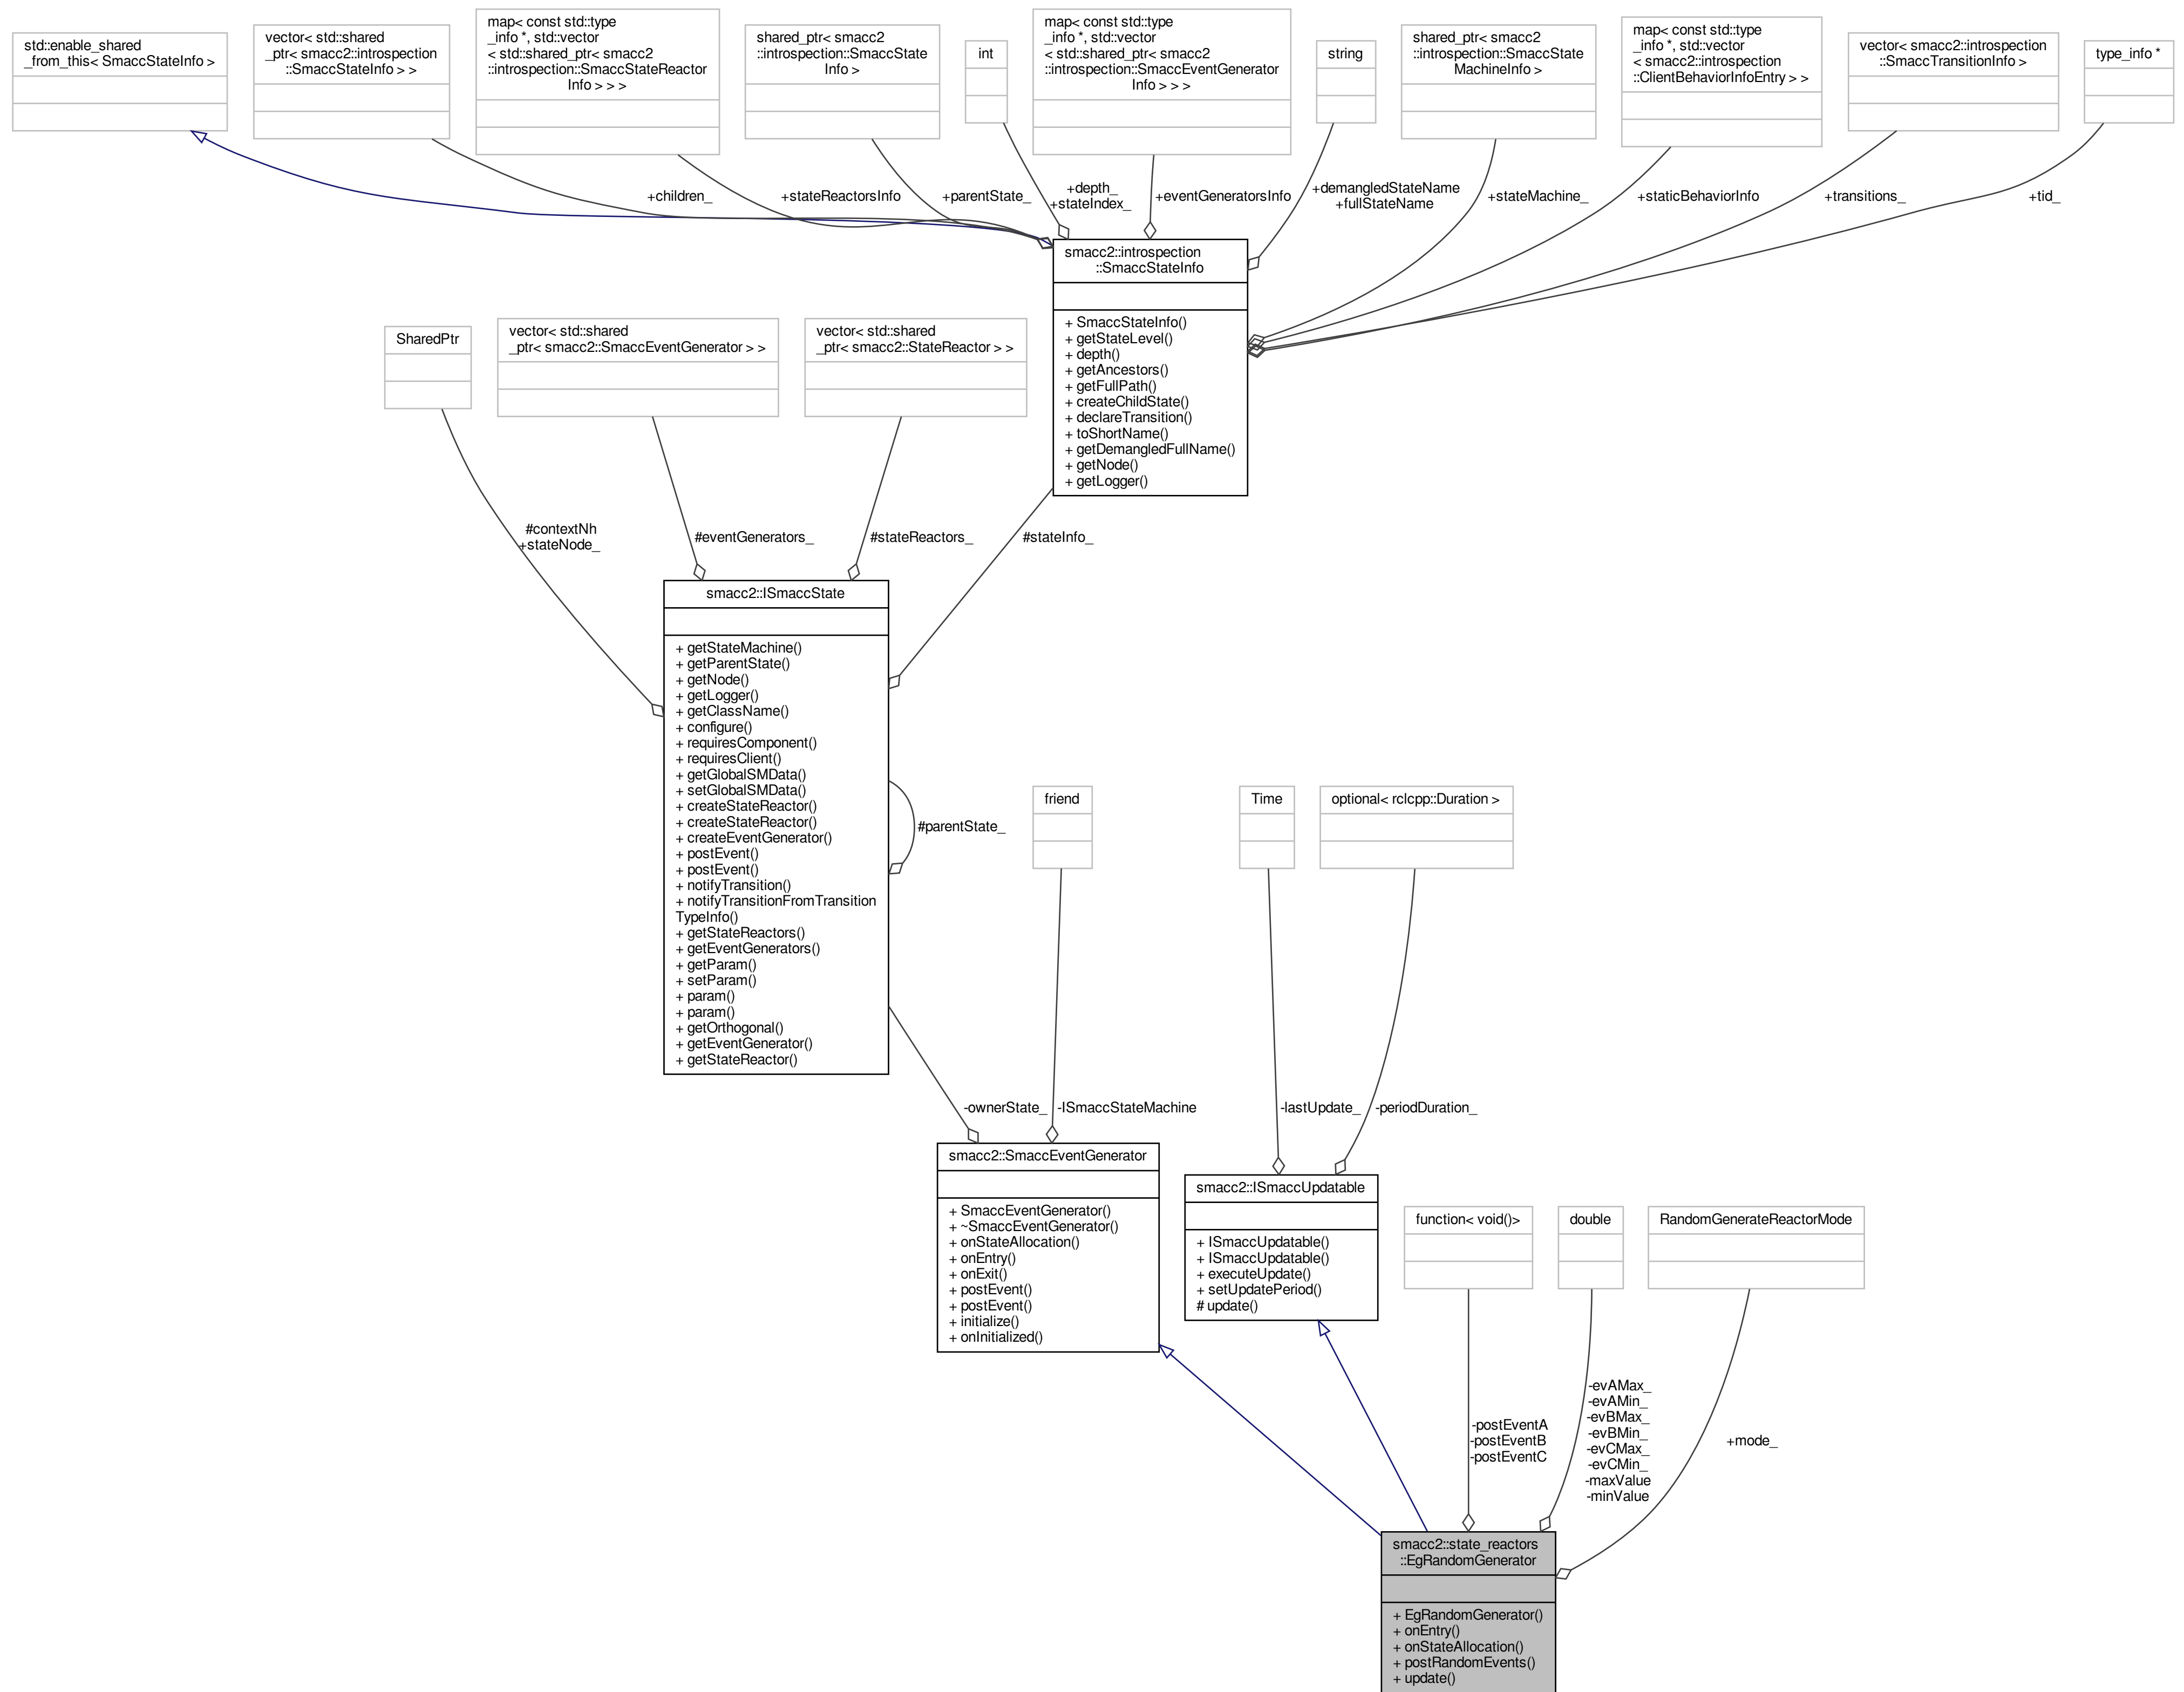 std::enable_shared
_from_this< SmaccStateInfo >
vector< std::shared
_ptr< smacc2::introspection
::SmaccStateInfo > >
map< const std::type
_info *, std::vector
< std::shared_ptr< smacc2
::introspection::SmaccStateReactor
Info > > >
shared_ptr< smacc2
::introspection::SmaccState
Info >
int
map< const std::type
_info *, std::vector
< std::shared_ptr< smacc2
::introspection::SmaccEventGenerator
Info > > >
string
shared_ptr< smacc2
::introspection::SmaccState
MachineInfo >
map< const std::type
_info *, std::vector
< smacc2::introspection
::ClientBehaviorInfoEntry > >
vector< smacc2::introspection
::SmaccTransitionInfo >
type_info *
+children_
+stateReactorsInfo
+parentState_
+depth_
+stateIndex_
+eventGeneratorsInfo
+demangledStateName
+fullStateName
+stateMachine_
+staticBehaviorInfo
+transitions_
+tid_
smacc2::introspection
::SmaccStateInfo
+ SmaccStateInfo()
+ getStateLevel()
+ depth()
+ getAncestors()
+ getFullPath()
+ createChildState()
+ declareTransition()
+ toShortName()
+ getDemangledFullName()
+ getNode()
+ getLogger()
SharedPtr
vector< std::shared
_ptr< smacc2::SmaccEventGenerator > >
vector< std::shared
_ptr< smacc2::StateReactor > >
#contextNh
+stateNode_
#eventGenerators_
#stateReactors_
#stateInfo_
smacc2::ISmaccState
+ getStateMachine()
+ getParentState()
+ getNode()
+ getLogger()
+ getClassName()
+ configure()
+ requiresComponent()
+ requiresClient()
+ getGlobalSMData()
+ setGlobalSMData()
+ createStateReactor()
+ createStateReactor()
+ createEventGenerator()
+ postEvent()
+ postEvent()
+ notifyTransition()
+ notifyTransitionFromTransition
TypeInfo()
+ getStateReactors()
+ getEventGenerators()
+ getParam()
+ setParam()
+ param()
+ param()
+ getOrthogonal()
+ getEventGenerator()
+ getStateReactor()
#parentState_
friend
Time
optional< rclcpp::Duration >
-ownerState_
-ISmaccStateMachine
-lastUpdate_
-periodDuration_
smacc2::SmaccEventGenerator
+ SmaccEventGenerator()
+ ~SmaccEventGenerator()
+ onStateAllocation()
+ onEntry()
+ onExit()
+ postEvent()
+ postEvent()
+ initialize()
+ onInitialized()
smacc2::ISmaccUpdatable
+ ISmaccUpdatable()
+ ISmaccUpdatable()
+ executeUpdate()
+ setUpdatePeriod()
# update()
function< void()>
double
RandomGenerateReactorMode
-postEventA
-postEventB
-postEventC
-evAMax_
-evAMin_
-evBMax_
-evBMin_
-evCMax_
-evCMin_
-maxValue
-minValue
+mode_
smacc2::state_reactors
::EgRandomGenerator
+ EgRandomGenerator()
+ onEntry()
+ onStateAllocation()
+ postRandomEvents()
+ update()